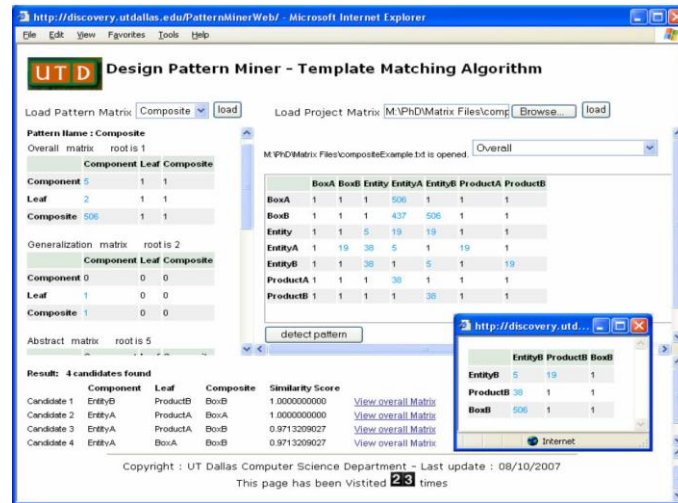 http://discovery.utdallas.edu/PatternMinerWeb/ - Microsoft Internet Explorer
File Edit View Favorites Tools Help
UTD Design Pattern Miner - Template Matching Algorithm
Load Pattern Matrix Composite load Load Project Matrix M:\PhD\Matrix Files\comp Browse... load
Pattern Name : Composite
Overall matrix root is 1
Component Leaf Composite
Component 5 1 1
Leaf 2 1 1
Composite 506 1 1
Generalization matrix root is 2
Component Leaf Composite
Component 0 0 0
Leaf 1 0 0
Composite 1 0 0
Abstract matrix root is 5
M:\PhD\Matrix Files\compositeExample.txt is opened. Overall
BoxA BoxB Entity EntityA EntityB ProductA ProductB
BoxA 1 1 1 506 1 1 1
BoxB 1 1 1 437 506 1 1
Entity 1 1 5 19 19 1 1
EntityA 1 19 38 5 1 19 1
EntityB 1 1 38 1 5 1 19
ProductA 1 1 1 38 1 1 1
ProductB 1 1 1 1 38 1 1
detect pattern
http://discovery.utd...
EntityB ProductB BoxB
EntityB 5 19 1
ProductB 38 1 1
BoxB 506 1 1
Internet
Result: 4 candidates found
Component Leaf Composite Similarity Score
Candidate 1 EntityB ProductB BoxB 1.0000000000 View overall Matrix
Candidate 2 EntityA ProductA BoxA 1.0000000000 View overall Matrix
Candidate 3 EntityA ProductA BoxB 0.9713209027 View overall Matrix
Candidate 4 EntityA BoxA BoxB 0.9713209027 View overall Matrix
Copyright : UT Dallas Computer Science Department - Last update : 08/10/2007
This page has been Vistited 23 times